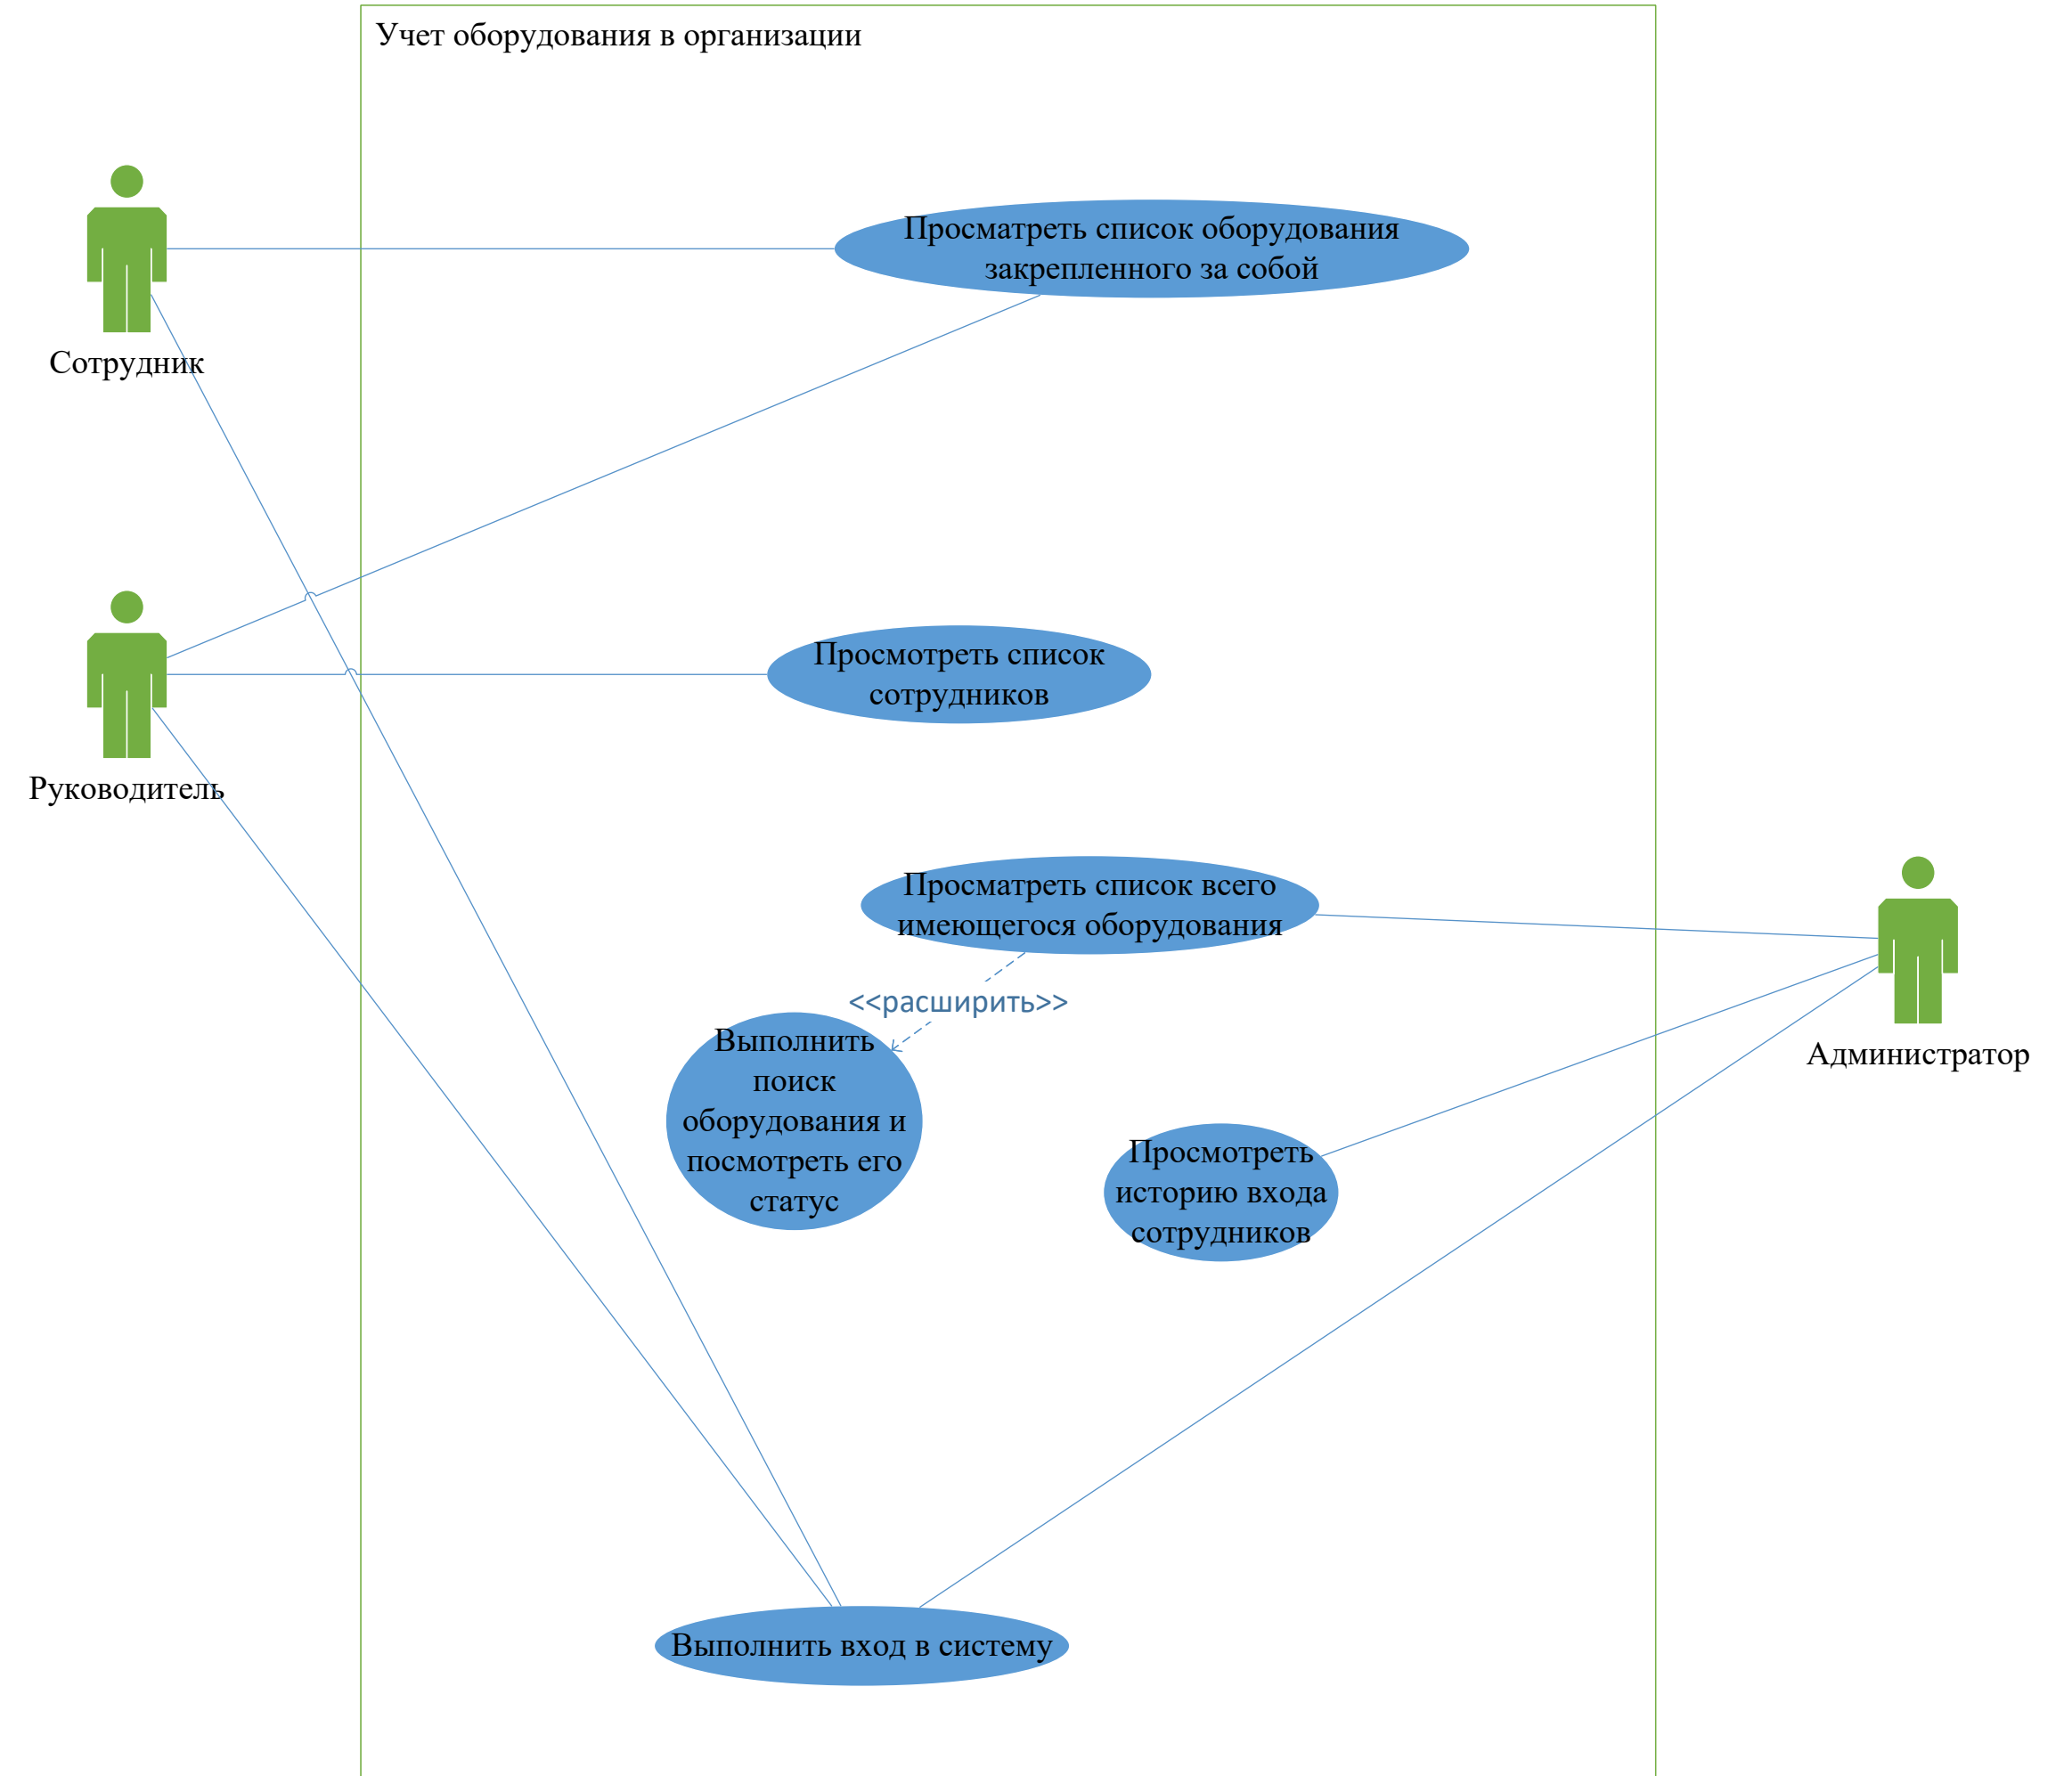 Учет оборудования в организации
Просматреть список оборудования
закрепленного за собой
Сотрудник
Просмотреть список
сотрудников
Руководитель
Просматреть список всего
имеющегося оборудования
<<расширить>>
Выполнить
поиск
оборудования и
посмотреть его
статус
Администратор
Просмотреть
историю входа
сотрудников
Выполнить вход в систему